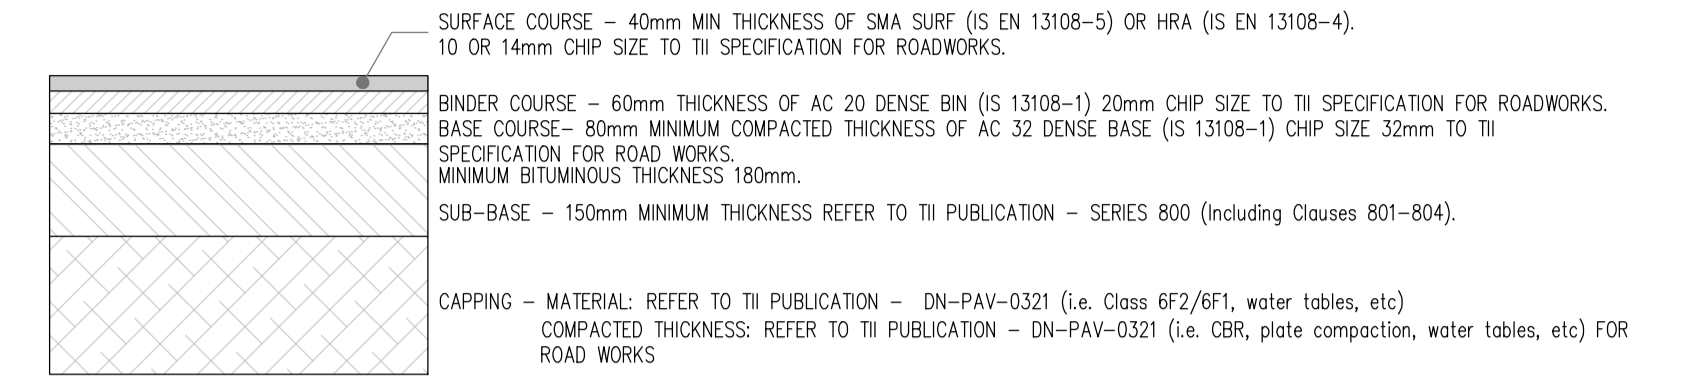 SURFACE COURSE – 40mm MIN THICKNESS OF SMA SURF (IS EN 13108–5) OR HRA (IS EN 13108–4).
10 OR 14mm CHIP SIZE TO TII SPECIFICATION FOR ROADWORKS.
BINDER COURSE – 60mm THICKNESS OF AC 20 DENSE BIN (IS 13108–1) 20mm CHIP SIZE TO TII SPECIFICATION FOR ROADWORKS.
BASE COURSE– 80mm MINIMUM COMPACTED THICKNESS OF AC 32 DENSE BASE (IS 13108–1) CHIP SIZE 32mm TO TII
SPECIFICATION FOR ROAD WORKS.
MINIMUM BITUMINOUS THICKNESS 180mm.
SUB–BASE – 150mm MINIMUM THICKNESS REFER TO TII PUBLICATION – SERIES 800 (Including Clauses 801–804).
CAPPING – MATERIAL: REFER TO TII PUBLICATION – DN–PAV–0321 (i.e. Class 6F2/6F1, water tables, etc)
COMPACTED THICKNESS: REFER TO TII PUBLICATION – DN–PAV–0321 (i.e. CBR, plate compaction, water tables, etc) FOR
ROAD WORKS